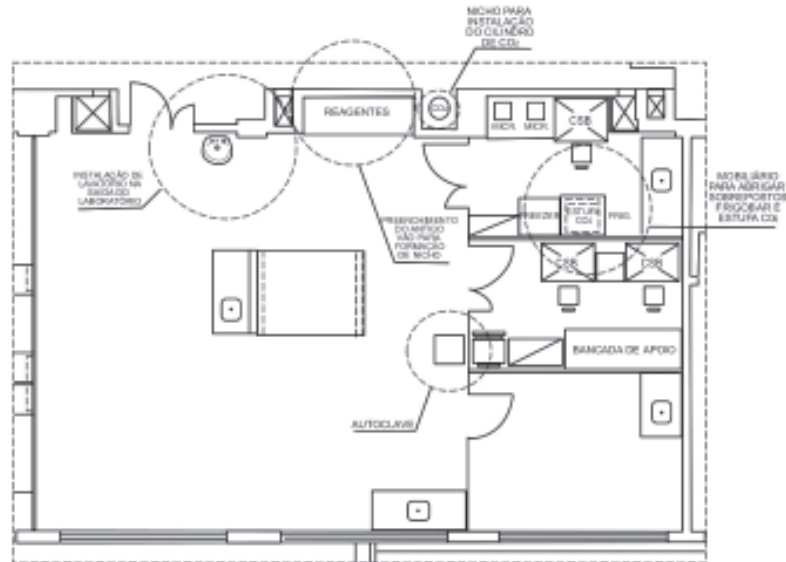 NICHO PARA
INSTALAÇÃO
DO CILINDRO
DE CO₂
REAGENTES
CO₂
MICR.
MICR.
CSB
INSTALAÇÃO DE
LAVATÓRIO NA
SAÍDA DO
LABORATÓRIO
PREENCHIMENTO
DO ANTIGO
VÃO PARA
FORMAÇÃO
DE NICHO
FREEZER
ESTUFA
CO₂
FRIG.
MOBILIÁRIO
PARA ABRIGAR
SOBREPOSTOS
FRIGOBAR E
ESTUFA CO₂
CSB
CSB
BANCADA DE APOIO
AUTOCLAVE